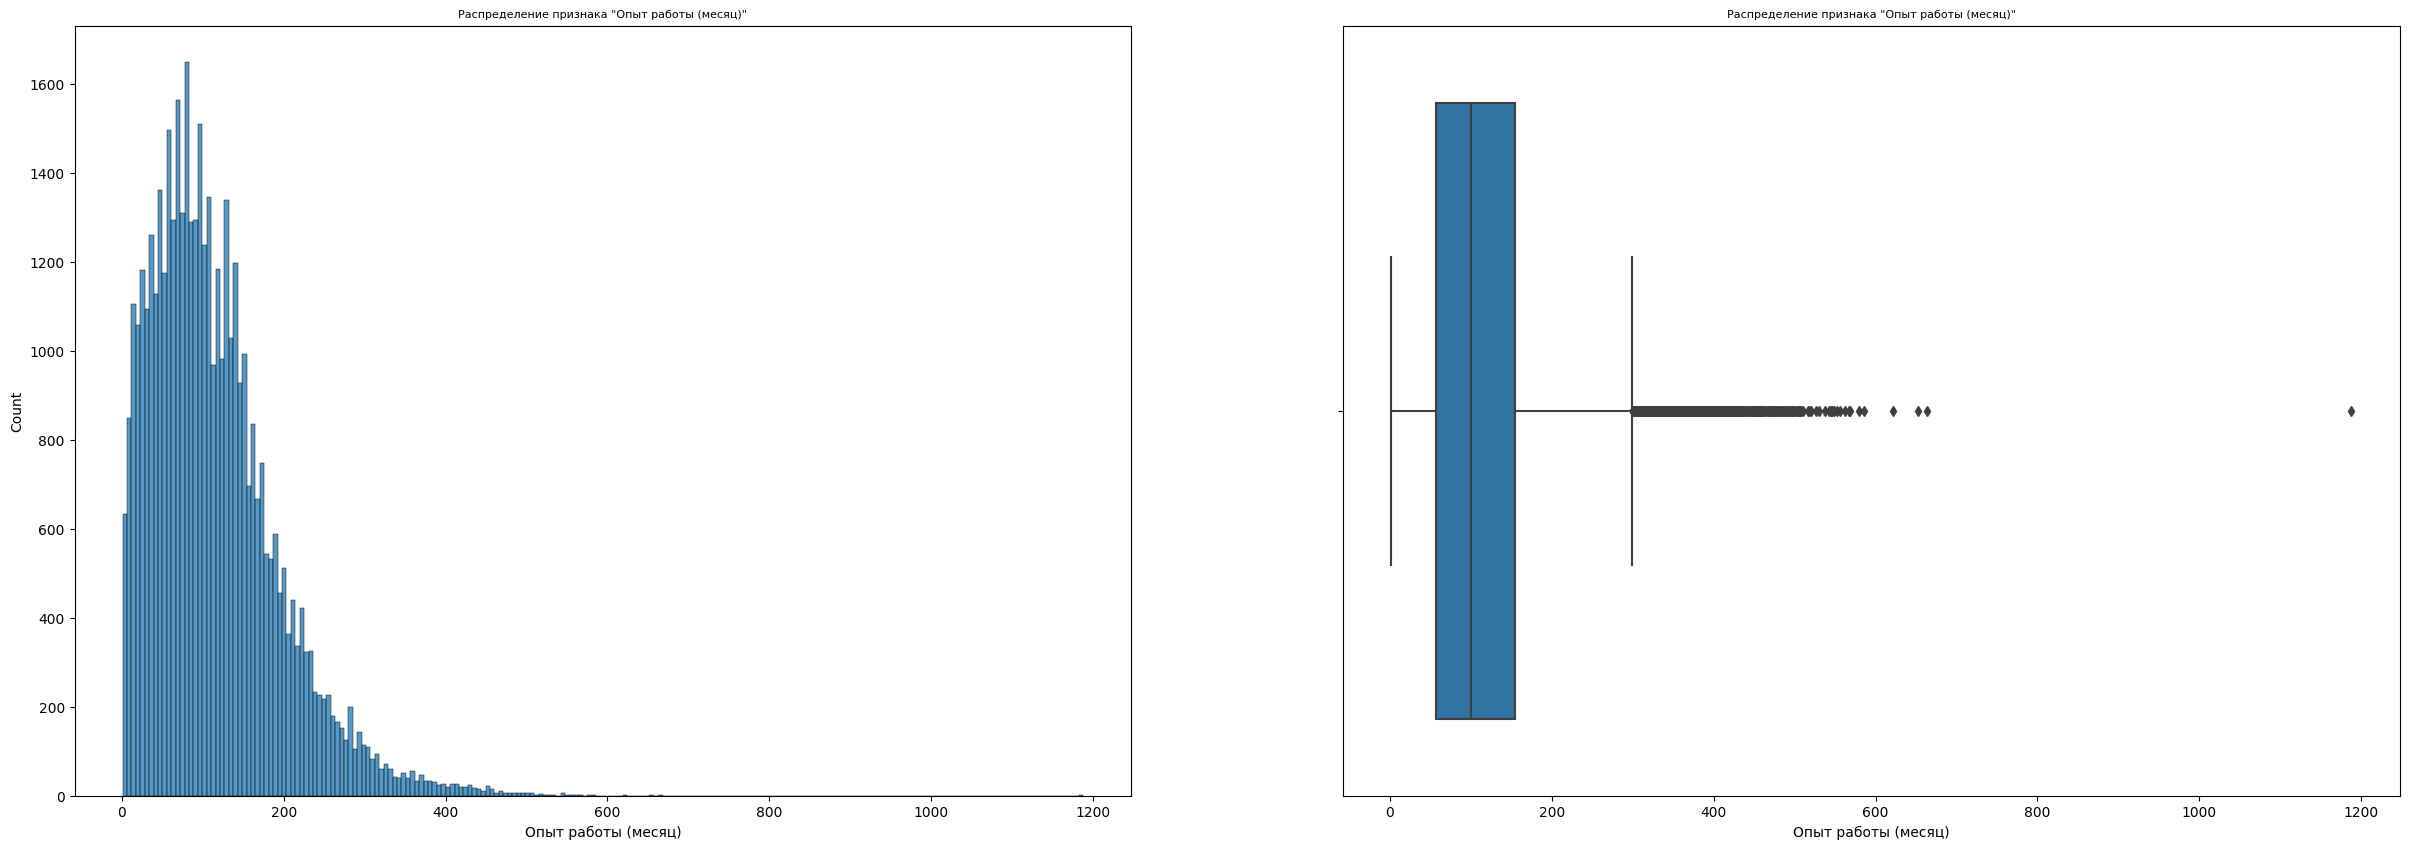 Распределение признака "Опыт работы (месяц)"
1600
1400
1200
1000
800
600
400
200
0
Count
0 200 400 600 800 1000 1200
Опыт работы (месяц)
Распределение признака "Опыт работы (месяц)"
0 200 400 600 800 1000 1200
Опыт работы (месяц)